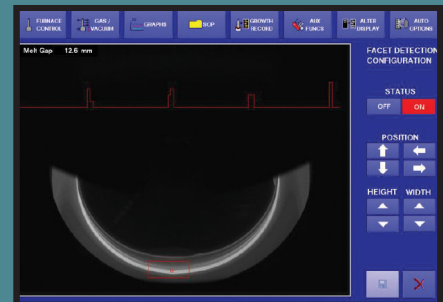 FURNACE CONTROL
GAS / VACUUM
GRAPHS
SOP
GROWTH RECORD
AUX FUNCS
ALTER DISPLAY
AUTO OPTIONS
Melt Gap 12.6 mm
FACET DETECTION
CONFIGURATION
STATUS
OFF ON
POSITION
HEIGHT WIDTH